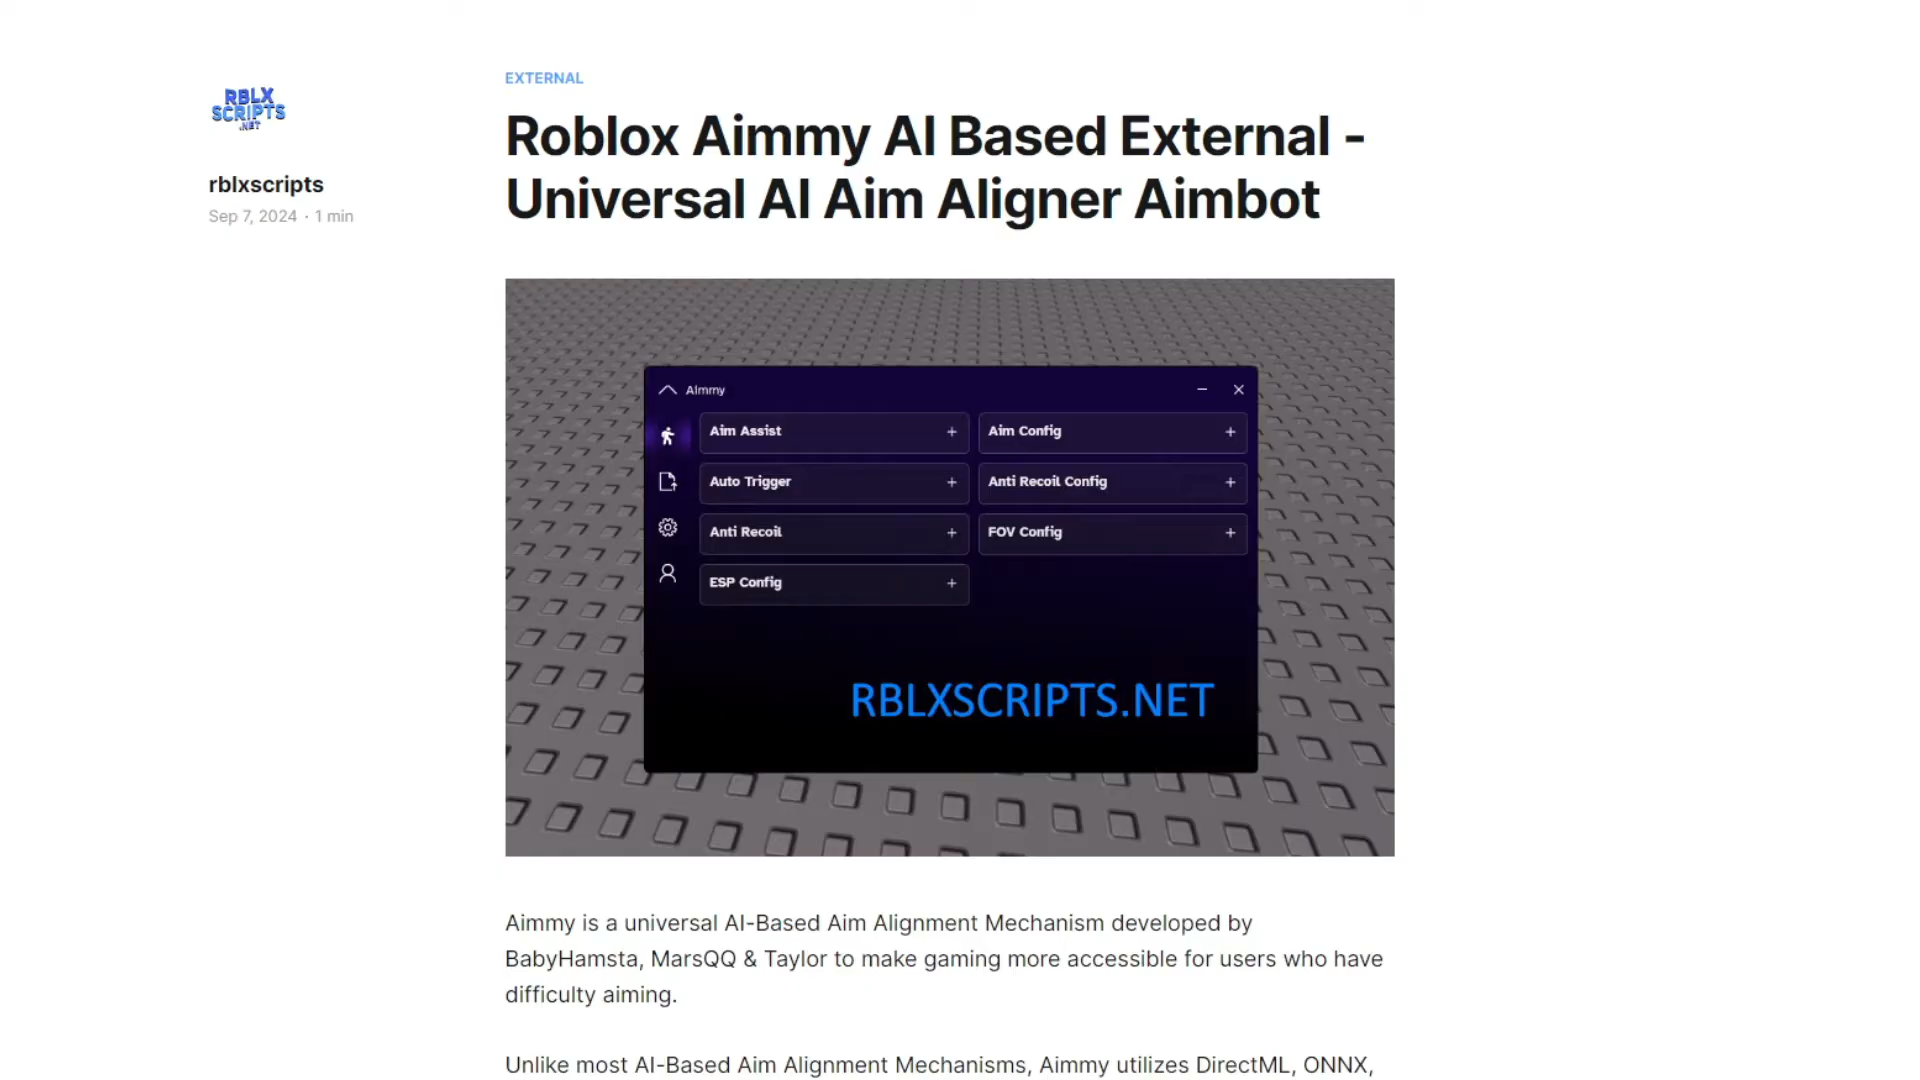 EXTERNAL
RBLX
SCRIPTS
.NET
Roblox Aimmy AI Based External -
Universal AI Aim Aligner Aimbot
rblxscripts
Sep 7, 2024 · 1 min
AImmy
Aim Assist +
Aim Config +
Auto Trigger +
Anti Recoil Config +
Anti Recoil +
FOV Config +
ESP Config +
RBLXSCRIPTS.NET
Aimmy is a universal AI-Based Aim Alignment Mechanism developed by
BabyHamsta, MarsQQ & Taylor to make gaming more accessible for users who have
difficulty aiming.
Unlike most AI-Based Aim Alignment Mechanisms, Aimmy utilizes DirectML, ONNX,